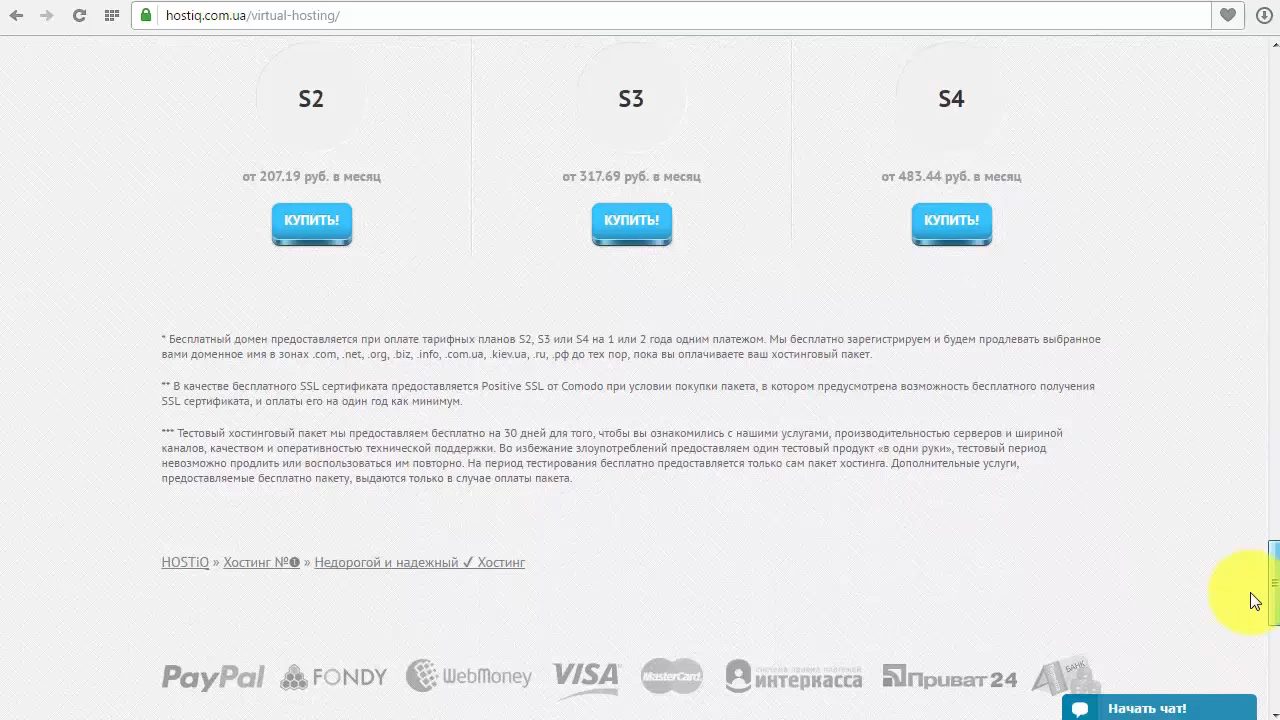 hostiq.com.ua/virtual-hosting/
S2 S3 S4
от 207.19 руб. в месяц от 317.69 руб. в месяц от 483.44 руб. в месяц
КУПИТЬ! КУПИТЬ! КУПИТЬ!
* Бесплатный домен предоставляется при оплате тарифных планов S2, S3 или S4 на 1 или 2 года одним платежом. Мы бесплатно зарегистрируем и будем продлевать выбранное
вами доменное имя в зонах .com, .net, .org, .biz, .info, .com.ua, .kiev.ua, .ru, .рф до тех пор, пока вы оплачиваете ваш хостинговый пакет.
** В качестве бесплатного SSL сертификата предоставляется Positive SSL от Comodo при условии покупки пакета, в котором предусмотрена возможность бесплатного получения
SSL сертификата, и оплаты его на один год как минимум.
*** Тестовый хостинговый пакет мы предоставляем бесплатно на 30 дней для того, чтобы вы ознакомились с нашими услугами, производительностью серверов и шириной
каналов, качеством и оперативностью технической поддержки. Во избежание злоупотреблений предоставляем один тестовый продукт «в одни руки», тестовый период
невозможно продлить или воспользоваться им повторно. На период тестирования бесплатно предоставляется только сам пакет хостинга. Дополнительные услуги,
предоставляемые бесплатно пакету, выдаются только в случае оплаты пакета.
HOSTiQ » Хостинг №❶ » Недорогой и надежный ✓ Хостинг
PayPal FONDY WebMoney VISA MasterCard интеркасса Приват 24 БАНК
Начать чат!